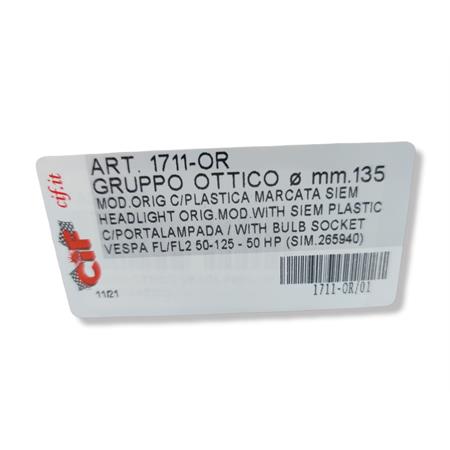 ART. 1711-OR
GRUPPO OTTICO ø mm.135
MOD.ORIG C/PLASTICA MARCATA SIEM
HEADLIGHT ORIG.MOD.WITH SIEM PLASTIC
C/PORTALAMPADA / WITH BULB SOCKET
VESPA FL/FL2 50-125 - 50 HP (SIM.265940)
1711-OR/01
11/21
cif.it
CIF